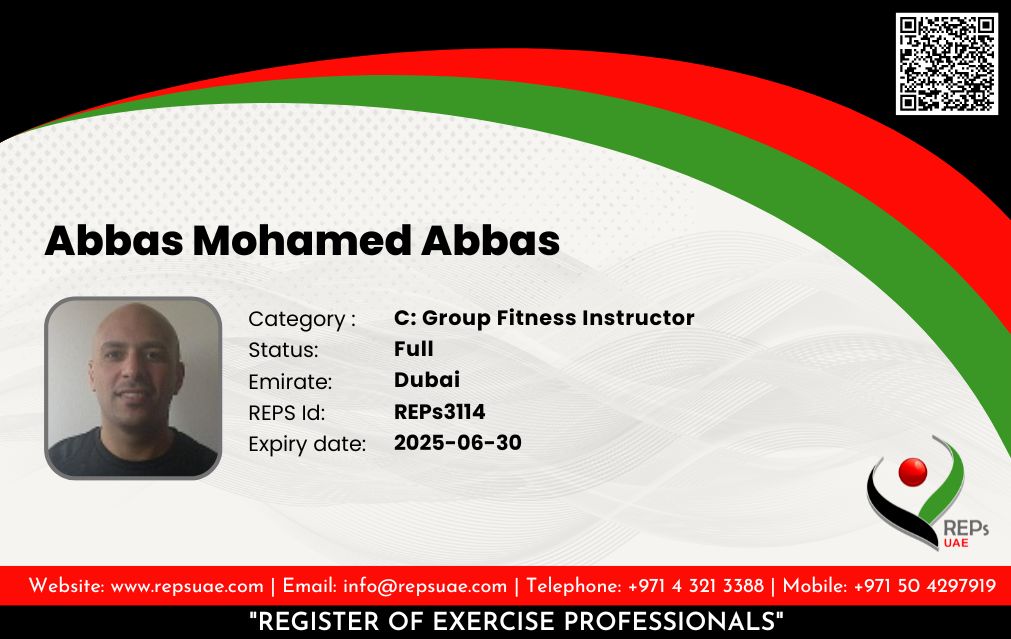 Abbas Mohamed Abbas
Category : C: Group Fitness Instructor
Status: Full
Emirate: Dubai
REPS Id: REPs3114
Expiry date: 2025-06-30
REPs
UAE
Website: www.repsuae.com | Email: info@repsuae.com | Telephone: +971 4 321 3388 | Mobile: +971 50 4297919
"REGISTER OF EXERCISE PROFESSIONALS"